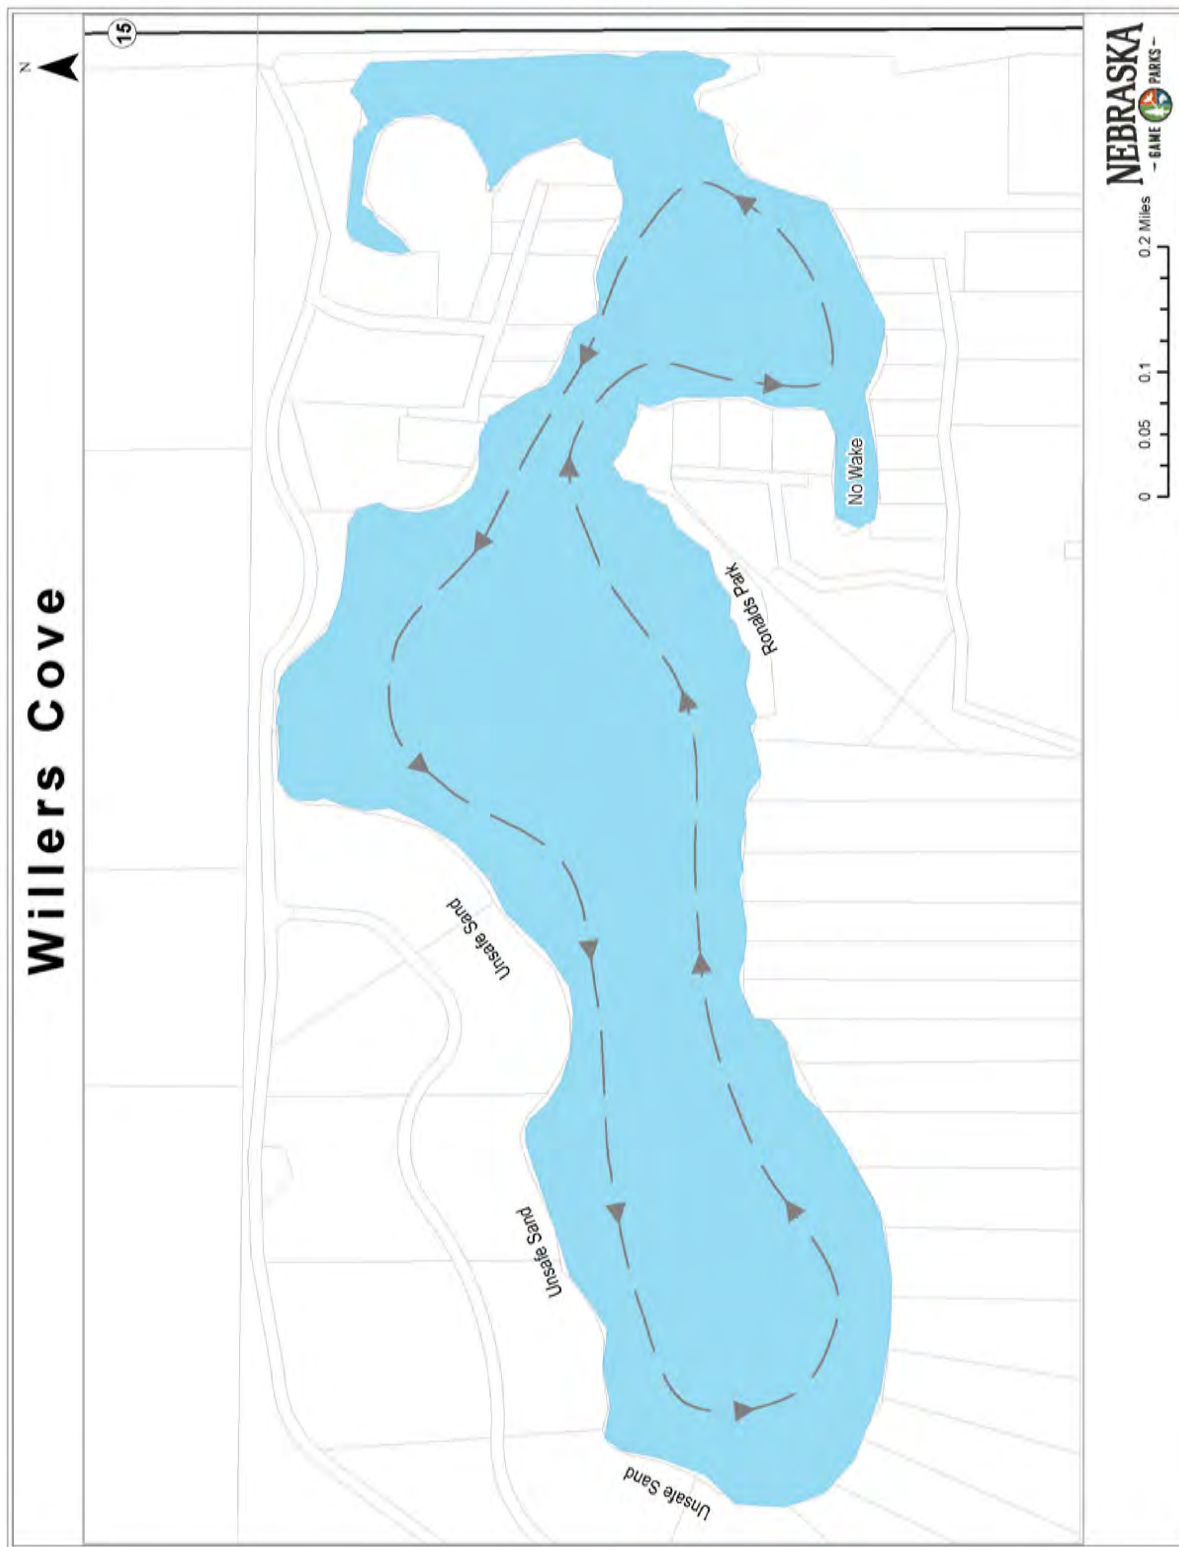 Willers Cove
N
15
Unsafe Sand
Unsafe Sand
Unsafe Sand
Ronalds Park
No Wake
0 0.05 0.1 0.2 Miles
NEBRASKA
- GAME PARKS -